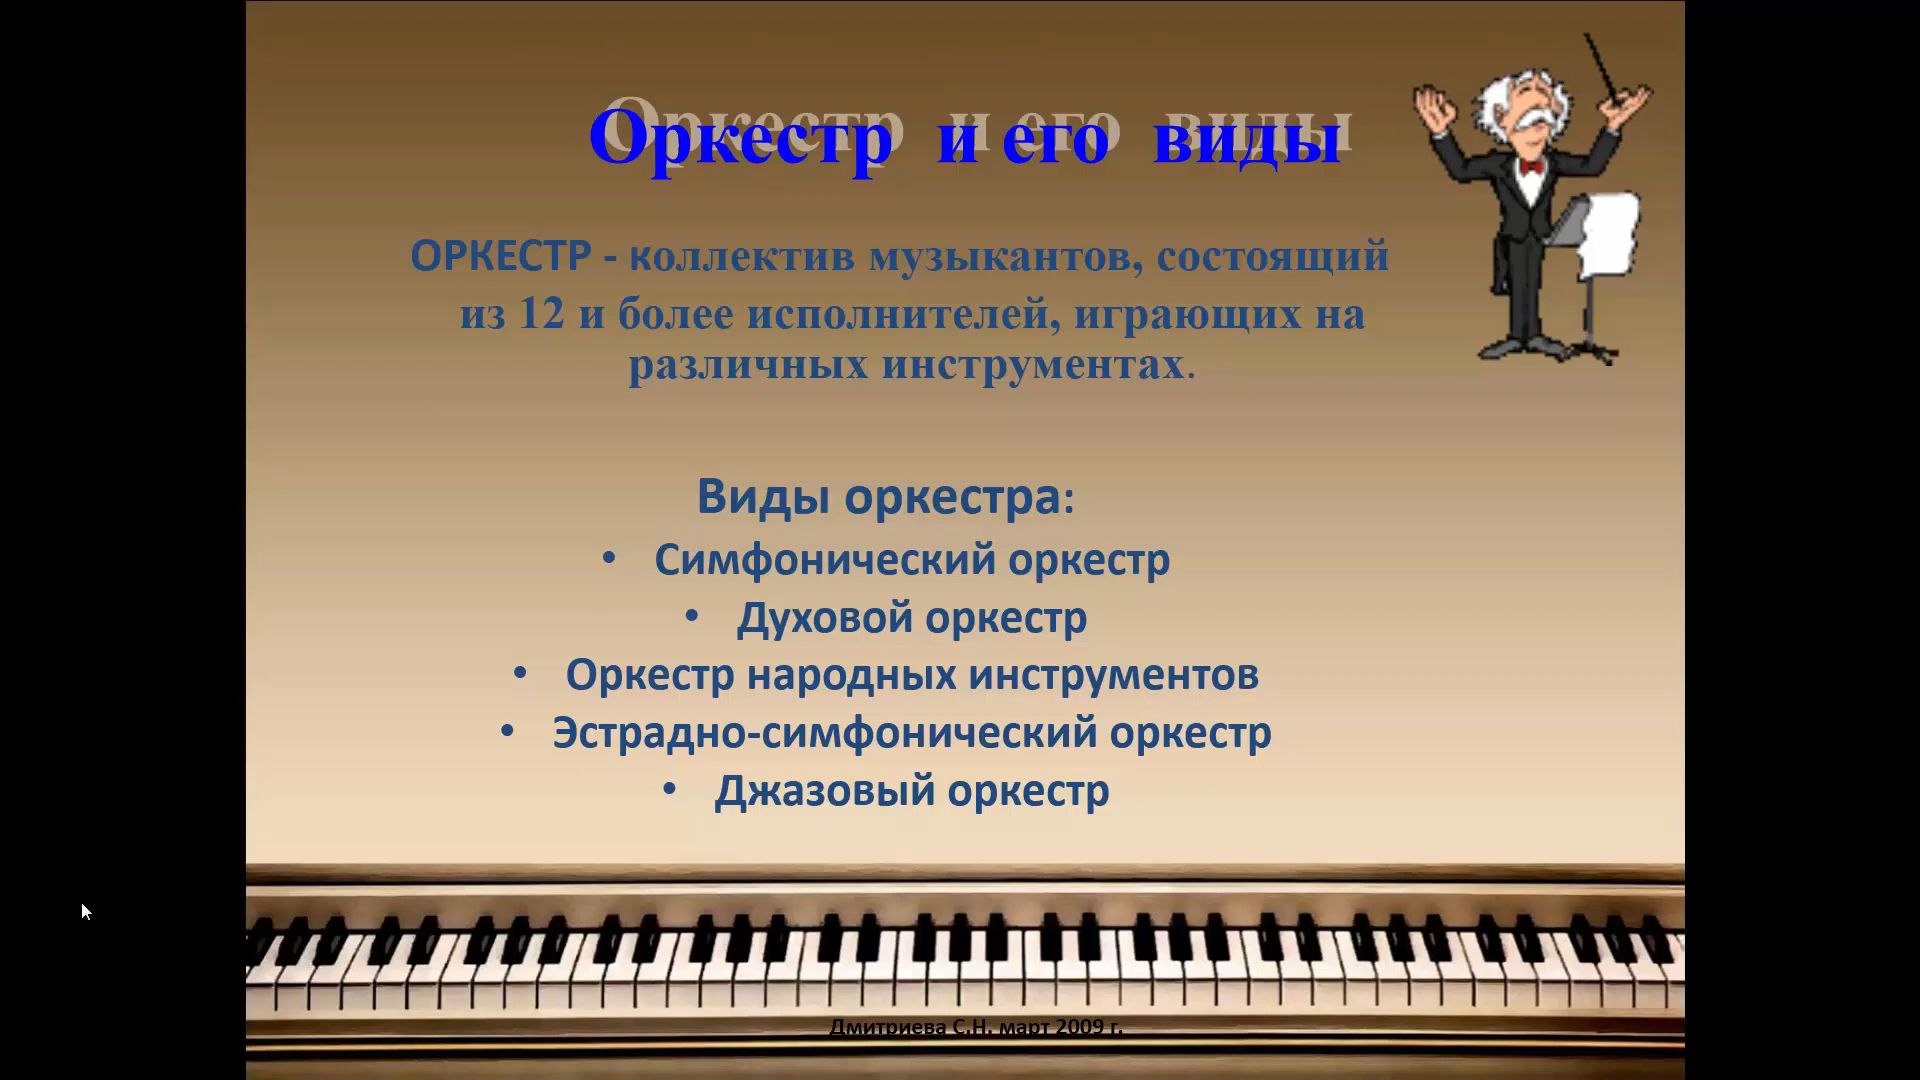 Оркестр и его виды
ОРКЕСТР - коллектив музыкантов, состоящий
из 12 и более исполнителей, играющих на
различных инструментах.
Виды оркестра:
• Симфонический оркестр
• Духовой оркестр
• Оркестр народных инструментов
• Эстрадно-симфонический оркестр
• Джазовый оркестр
Дмитриева С.Н. март 2009 г.